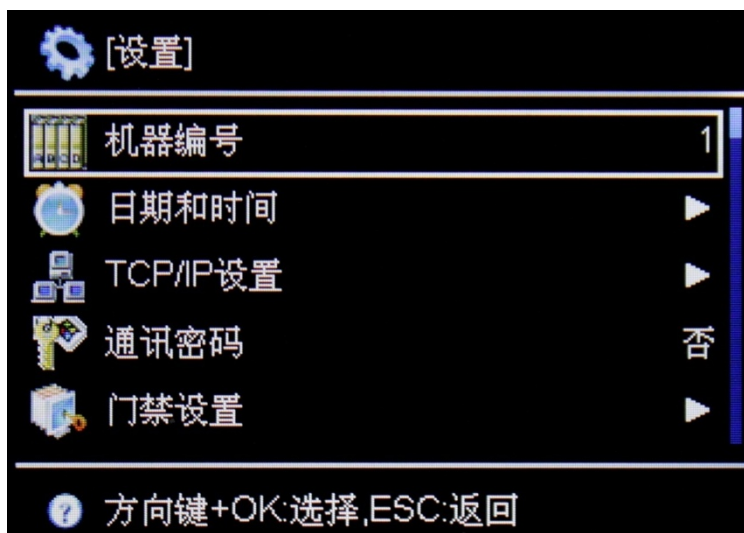 [设置]
机器编号 1
日期和时间
TCP/IP设置
通讯密码 否
门禁设置
方向键+OK:选择,ESC:返回